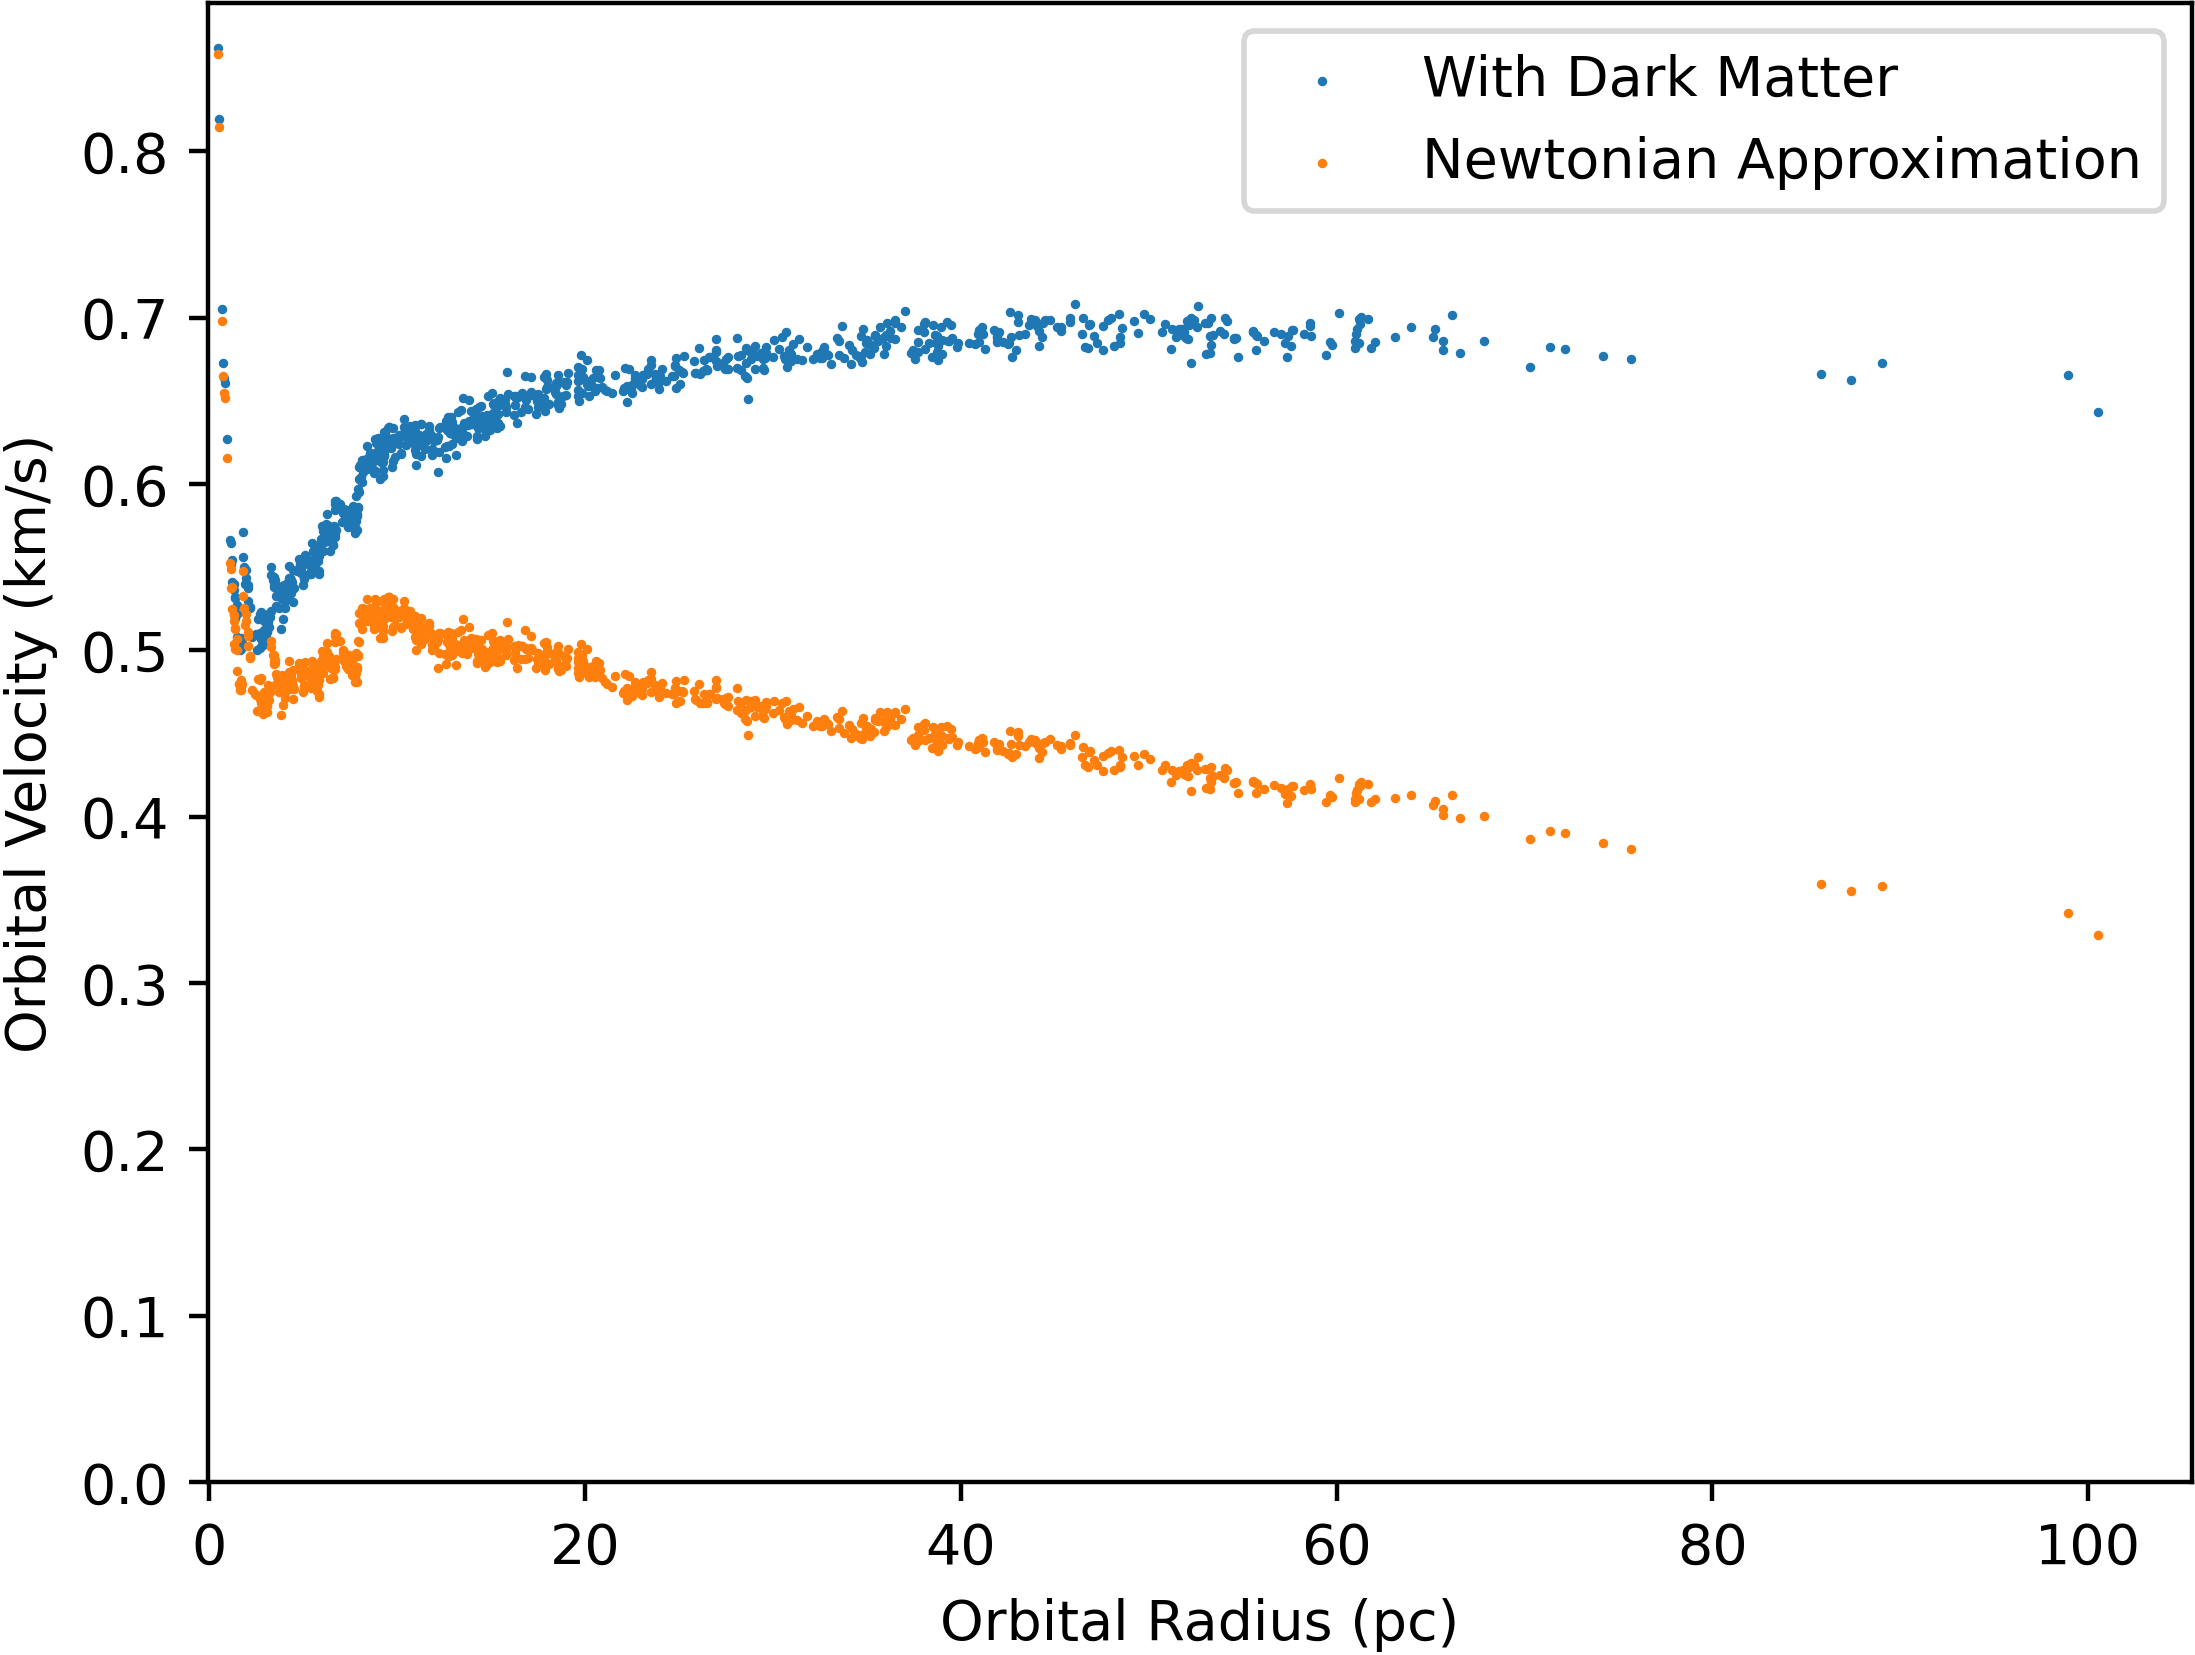 With Dark Matter
Newtonian Approximation
0.8
0.7
0.6
0.5
0.4
0.3
0.2
0.1
0.0
Orbital Velocity (km/s)
0 20 40 60 80 100
Orbital Radius (pc)